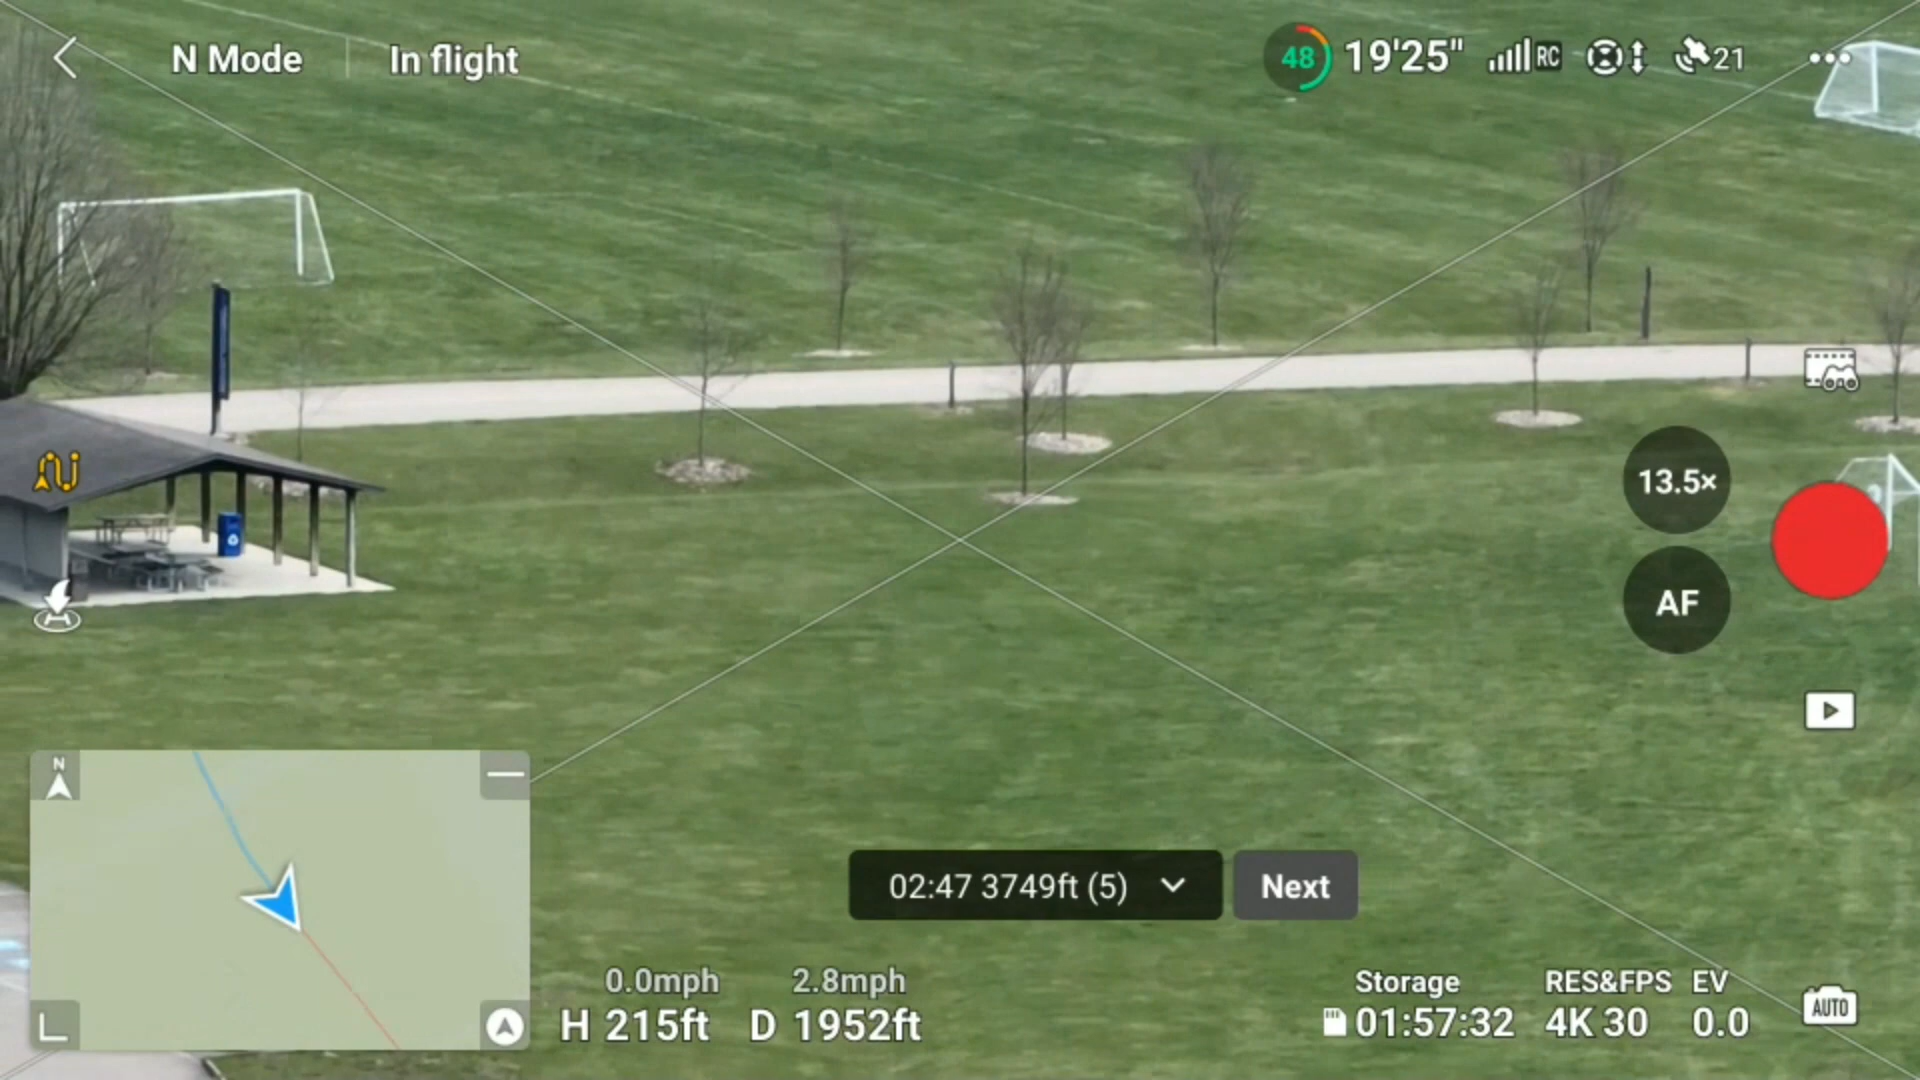 N Mode In flight 48 19'25" RC 21
13.5×
AF
N
02:47 3749ft (5) Next
0.0mph 2.8mph
H 215ft D 1952ft
Storage RES&FPS EV
01:57:32 4K 30 0.0
AUTO